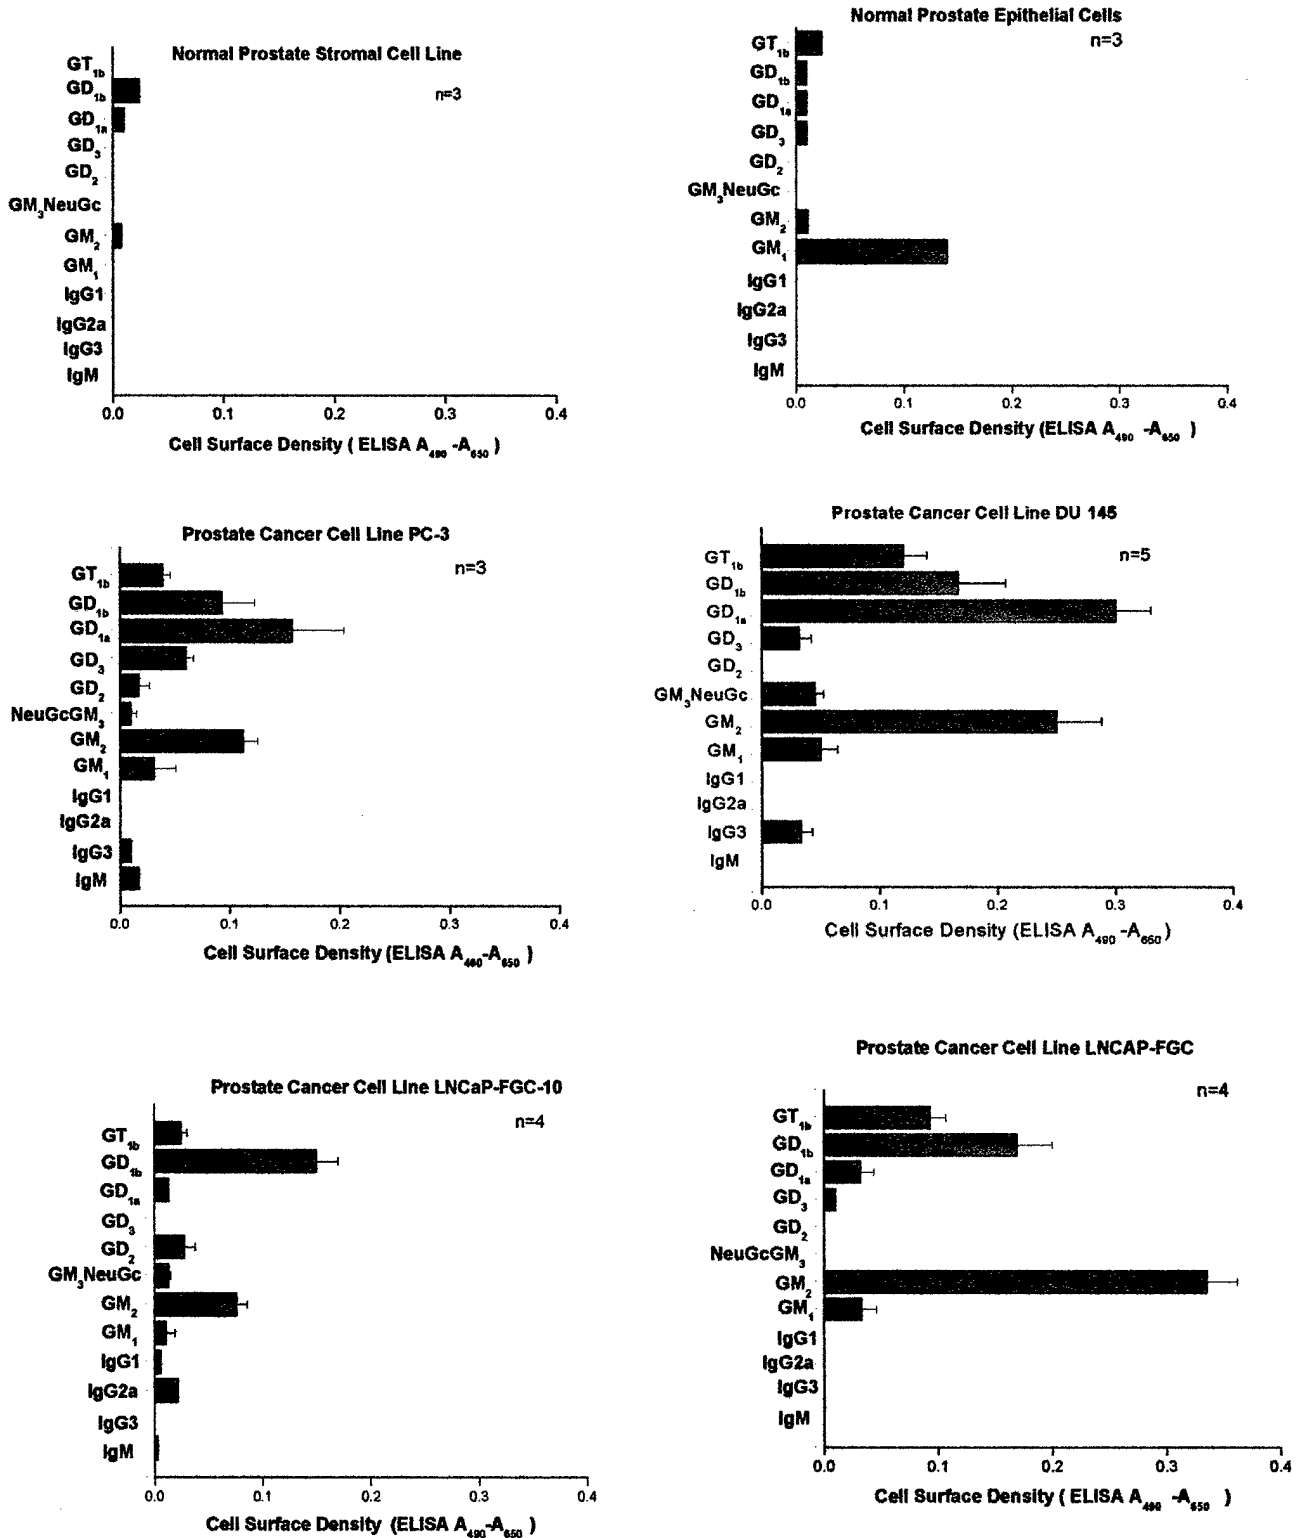 Normal Prostate Stromal Cell Line
n=3
GT1b
GD1b
GD1a
GD3
GD2
GM3NeuGc
GM2
GM1
IgG1
IgG2a
IgG3
IgM
0.0 0.1 0.2 0.3 0.4
Cell Surface Density ( ELISA A490 -A650 )
Normal Prostate Epithelial Cells
n=3
GT1b
GD1b
GD1a
GD3
GD2
GM3NeuGc
GM2
GM1
IgG1
IgG2a
IgG3
IgM
0.0 0.1 0.2 0.3 0.4
Cell Surface Density (ELISA A490 -A650 )
Prostate Cancer Cell Line PC-3
n=3
GT1b
GD1b
GD1a
GD3
GD2
NeuGcGM3
GM2
GM1
IgG1
IgG2a
IgG3
IgM
0.0 0.1 0.2 0.3 0.4
Cell Surface Density (ELISA A490-A650 )
Prostate Cancer Cell Line DU 145
n=5
GT1b
GD1b
GD1a
GD3
GD2
GM3NeuGc
GM2
GM1
IgG1
IgG2a
IgG3
IgM
0.0 0.1 0.2 0.3 0.4
Cell Surface Density (ELISA A490 -A650)
Prostate Cancer Cell Line LNCaP-FGC-10
n=4
GT1b
GD1b
GD1a
GD3
GD2
GM3NeuGc
GM2
GM1
IgG1
IgG2a
IgG3
IgM
0.0 0.1 0.2 0.3 0.4
Cell Surface Density (ELISA A490-A650 )
Prostate Cancer Cell Line LNCAP-FGC
n=4
GT1b
GD1b
GD1a
GD3
GD2
NeuGcGM3
GM2
GM1
IgG1
IgG2a
IgG3
IgM
0.0 0.1 0.2 0.3 0.4
Cell Surface Density ( ELISA A490 -A650 )